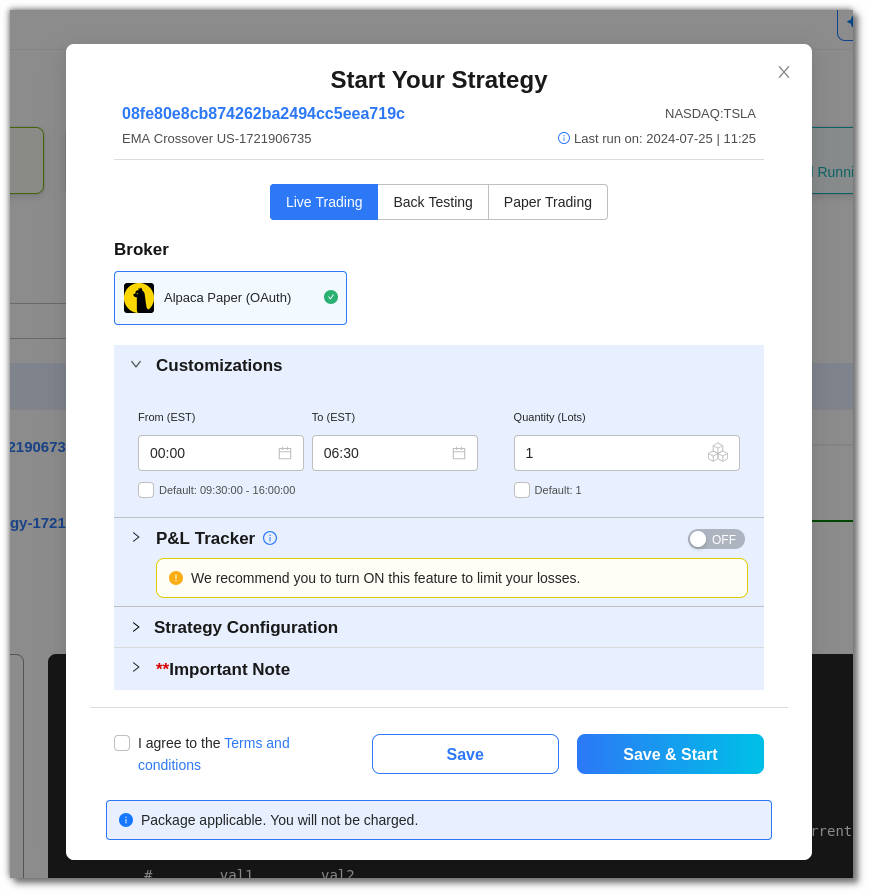 Start Your Strategy
08fe80e8cb874262ba2494cc5eea719c
NASDAQ:TSLA
EMA Crossover US-1721906735
Last run on: 2024-07-25 | 11:25
Live Trading
Back Testing
Paper Trading
Broker
Alpaca Paper (OAuth)
Customizations
From (EST)
To (EST)
Quantity (Lots)
00:00
06:30
1
Default: 09:30:00 - 16:00:00
Default: 1
P&L Tracker
OFF
We recommend you to turn ON this feature to limit your losses.
Strategy Configuration
**Important Note
I agree to the Terms and
conditions
Save
Save & Start
Package applicable. You will not be charged.
Runni
2190673
gy-1721
rrent
# val1 val2